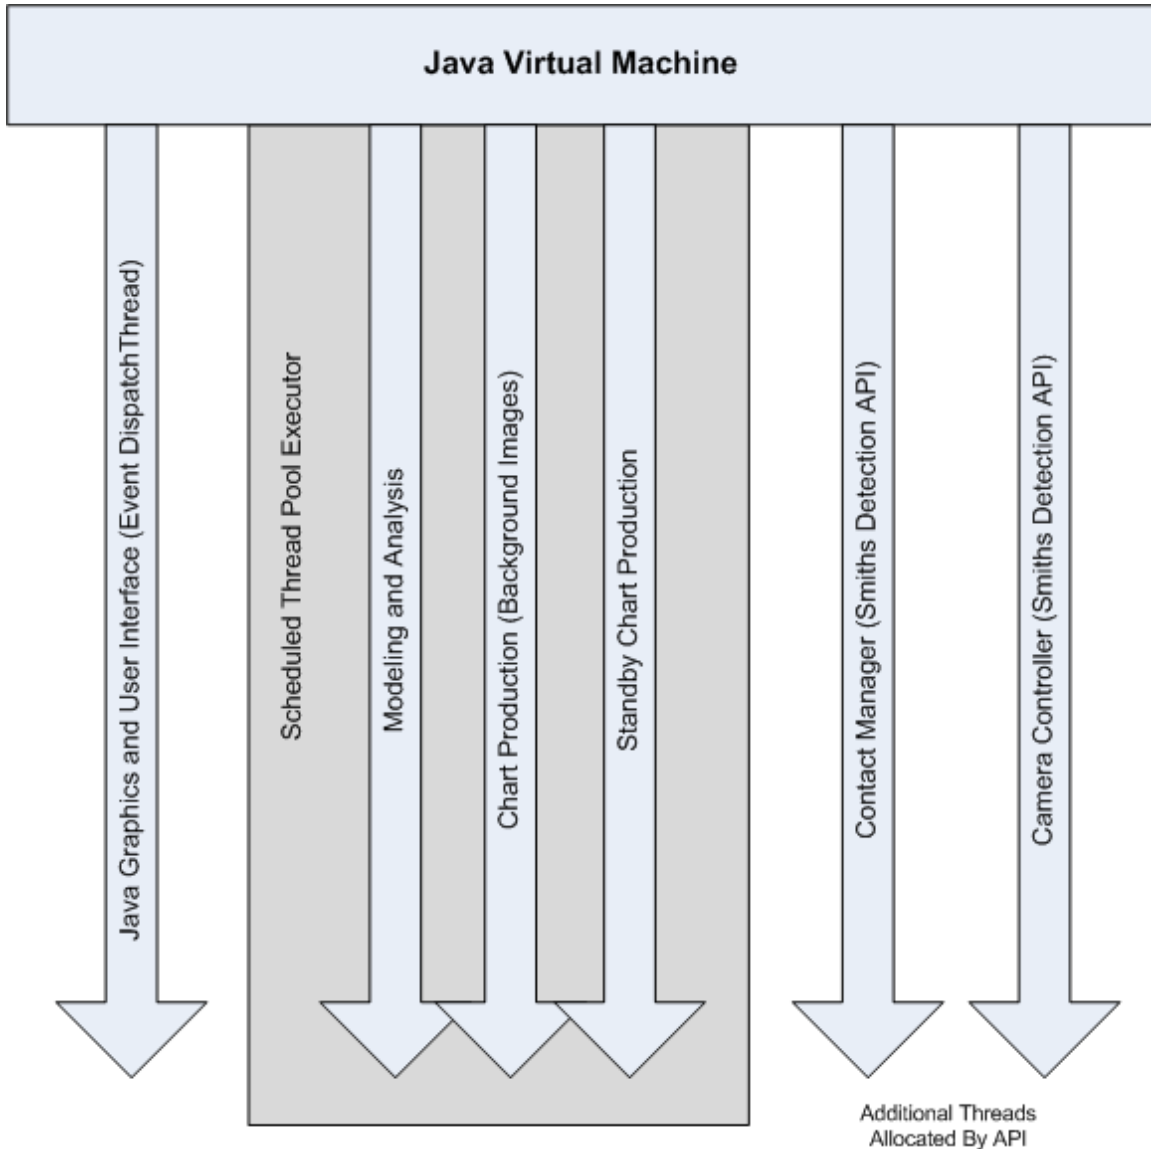 Java Virtual Machine
Java Graphics and User Interface (Event DispatchThread)
Scheduled Thread Pool Executor
Modeling and Analysis
Chart Production (Background Images)
Standby Chart Production
Contact Manager (Smiths Detection API)
Camera Controller (Smiths Detection API)
Additional Threads
Allocated By API